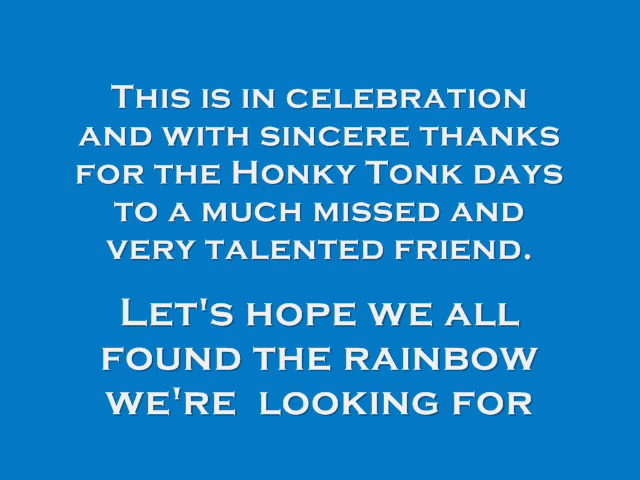 This is in celebration
and with sincere thanks
for the Honky Tonk days
to a much missed and
very talented friend.
Let's hope we all
found the rainbow
we're  looking for